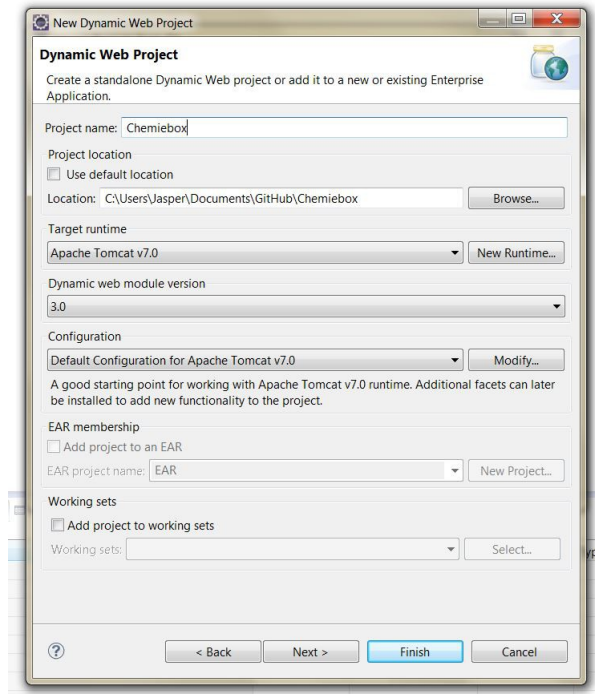 New Dynamic Web Project
Dynamic Web Project
Create a standalone Dynamic Web project or add it to a new or existing Enterprise
Application.
Project name: Chemiebox
Project location
Use default location
Location: C:\Users\Jasper\Documents\GitHub\Chemiebox Browse...
Target runtime
Apache Tomcat v7.0 New Runtime...
Dynamic web module version
3.0
Configuration
Default Configuration for Apache Tomcat v7.0 Modify...
A good starting point for working with Apache Tomcat v7.0 runtime. Additional facets can later
be installed to add new functionality to the project.
EAR membership
Add project to an EAR
EAR project name: EAR New Project...
Working sets
Add project to working sets
Working sets: Select...
? < Back Next > Finish Cancel